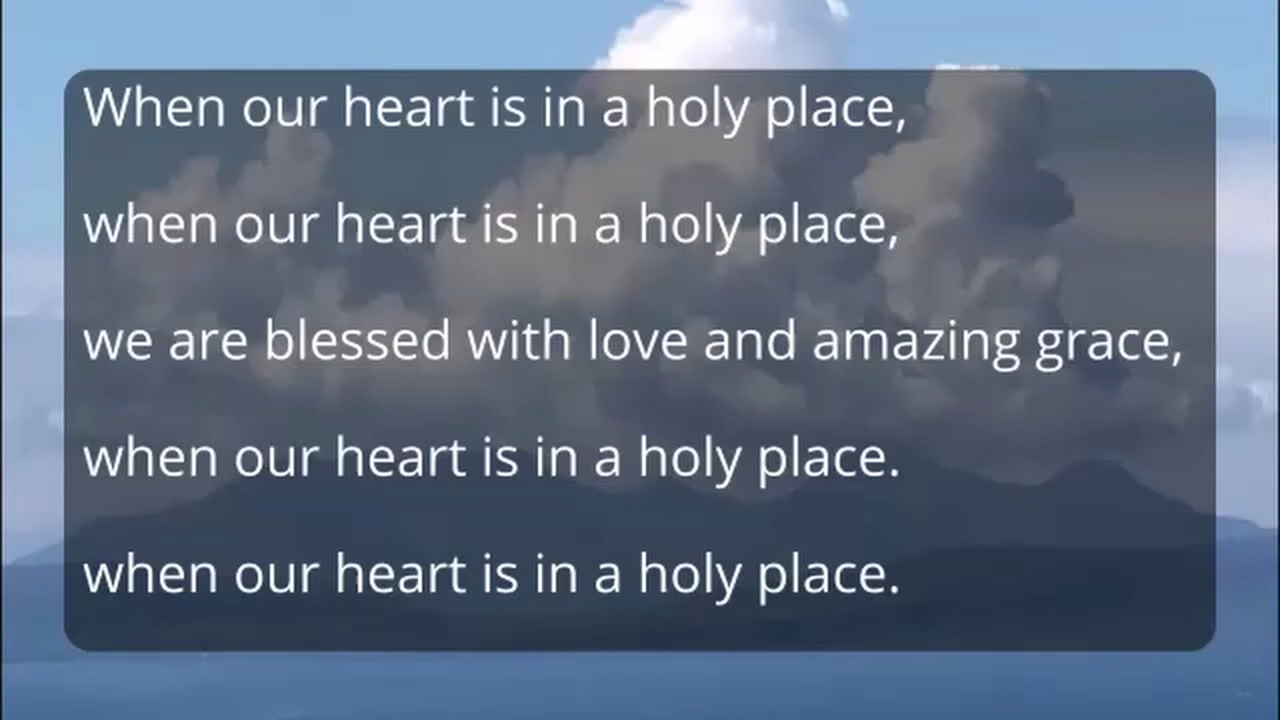 When our heart is in a holy place,
when our heart is in a holy place,
we are blessed with love and amazing grace,
when our heart is in a holy place.
when our heart is in a holy place.